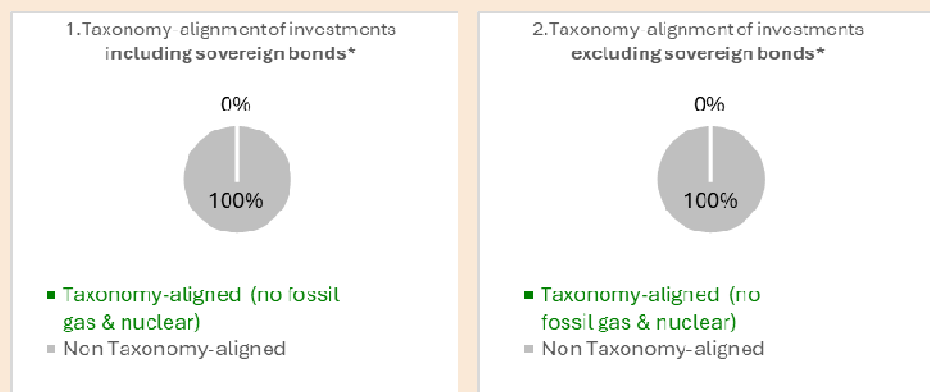 1.Taxonomy-alignment of investments
including sovereign bonds*
0%
100%
Taxonomy-aligned (no fossil
gas & nuclear)
Non Taxonomy-aligned
2.Taxonomy-alignment of investments
excluding sovereign bonds*
0%
100%
Taxonomy-aligned (no
fossil gas & nuclear)
Non Taxonomy-aligned